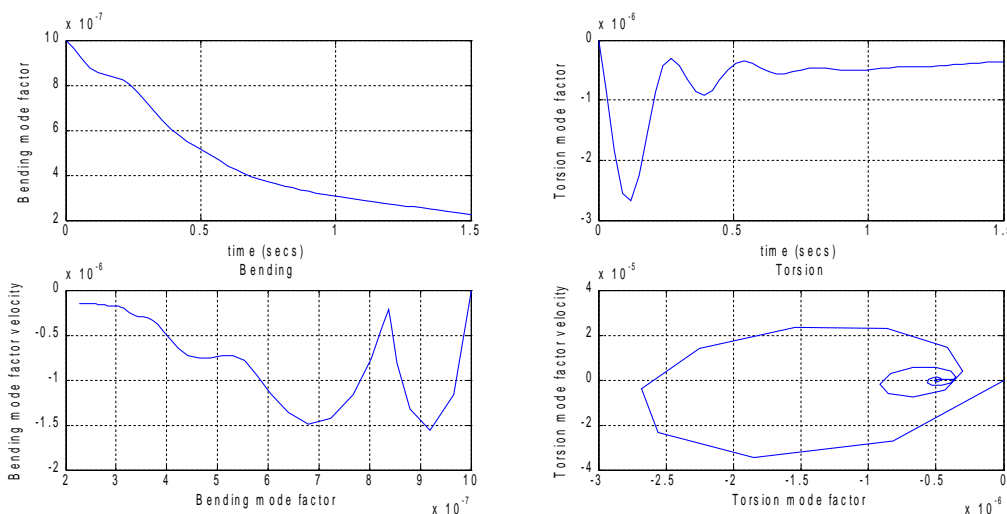 x 10^-7
10
8
6
4
2
0
0.5
1
1.5
Bending mode factor
time (secs)
x 10^-6
0
-1
-2
-3
0
0.5
1
1.5
Torsion mode factor
time (secs)
Bending
x 10^-6
0
-0.5
-1
-1.5
-2
2
3
4
5
6
7
8
9
10
Bending mode factor velocity
Bending mode factor
x 10^-7
Torsion
x 10^-5
4
2
0
-2
-4
-3
-2.5
-2
-1.5
-1
-0.5
0
Torsion mode factor velocity
Torsion mode factor
x 10^-6